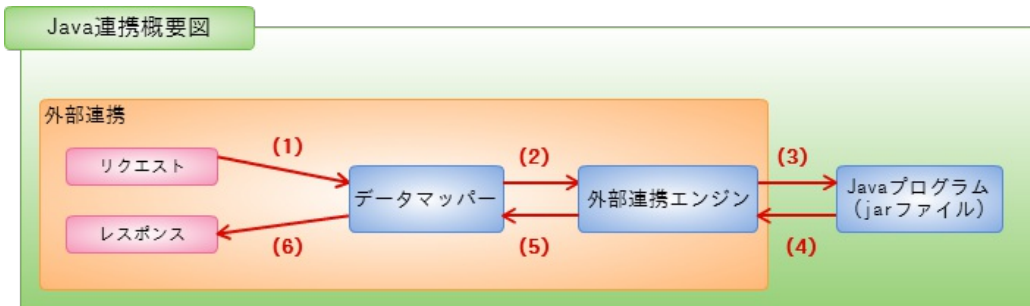 Java連携概要図
外部連携
リクエスト
(1)
データマッパー
(2)
外部連携エンジン
(3)
Javaプログラム
(jarファイル)
レスポンス
(6)
(5)
(4)